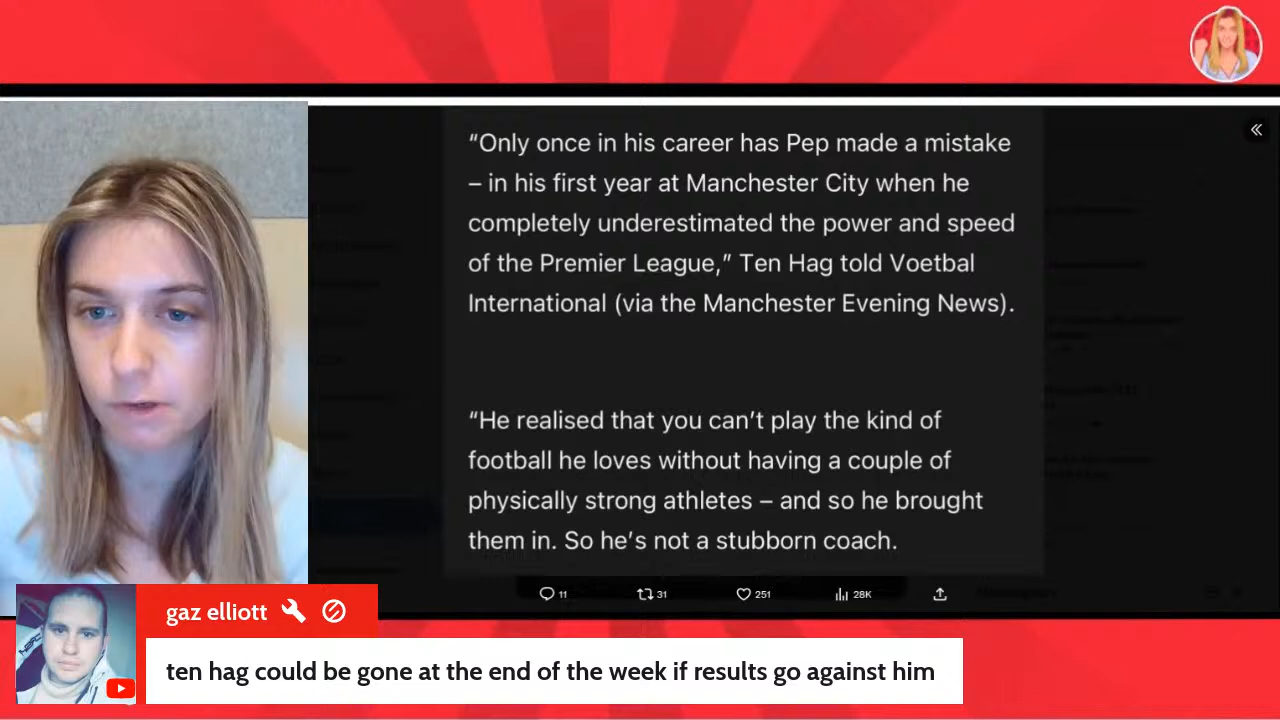 “Only once in his career has Pep made a mistake
– in his first year at Manchester City when he
completely underestimated the power and speed
of the Premier League,” Ten Hag told Voetbal
International (via the Manchester Evening News).
“He realised that you can’t play the kind of
football he loves without having a couple of
physically strong athletes – and so he brought
them in. So he’s not a stubborn coach.
11 31 251 28K
gaz elliott
ten hag could be gone at the end of the week if results go against him